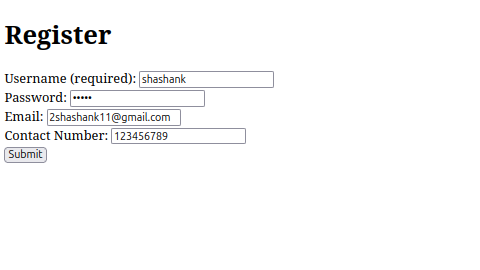 Register
Username (required): shashank
Password: •••••
Email: 2shashank11@gmail.com
Contact Number: 123456789
Submit